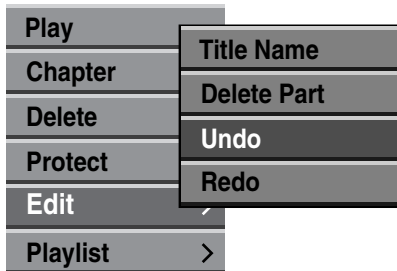 Play
Chapter
Delete
Protect
Edit
Playlist >
Title Name
Delete Part
Undo
Redo